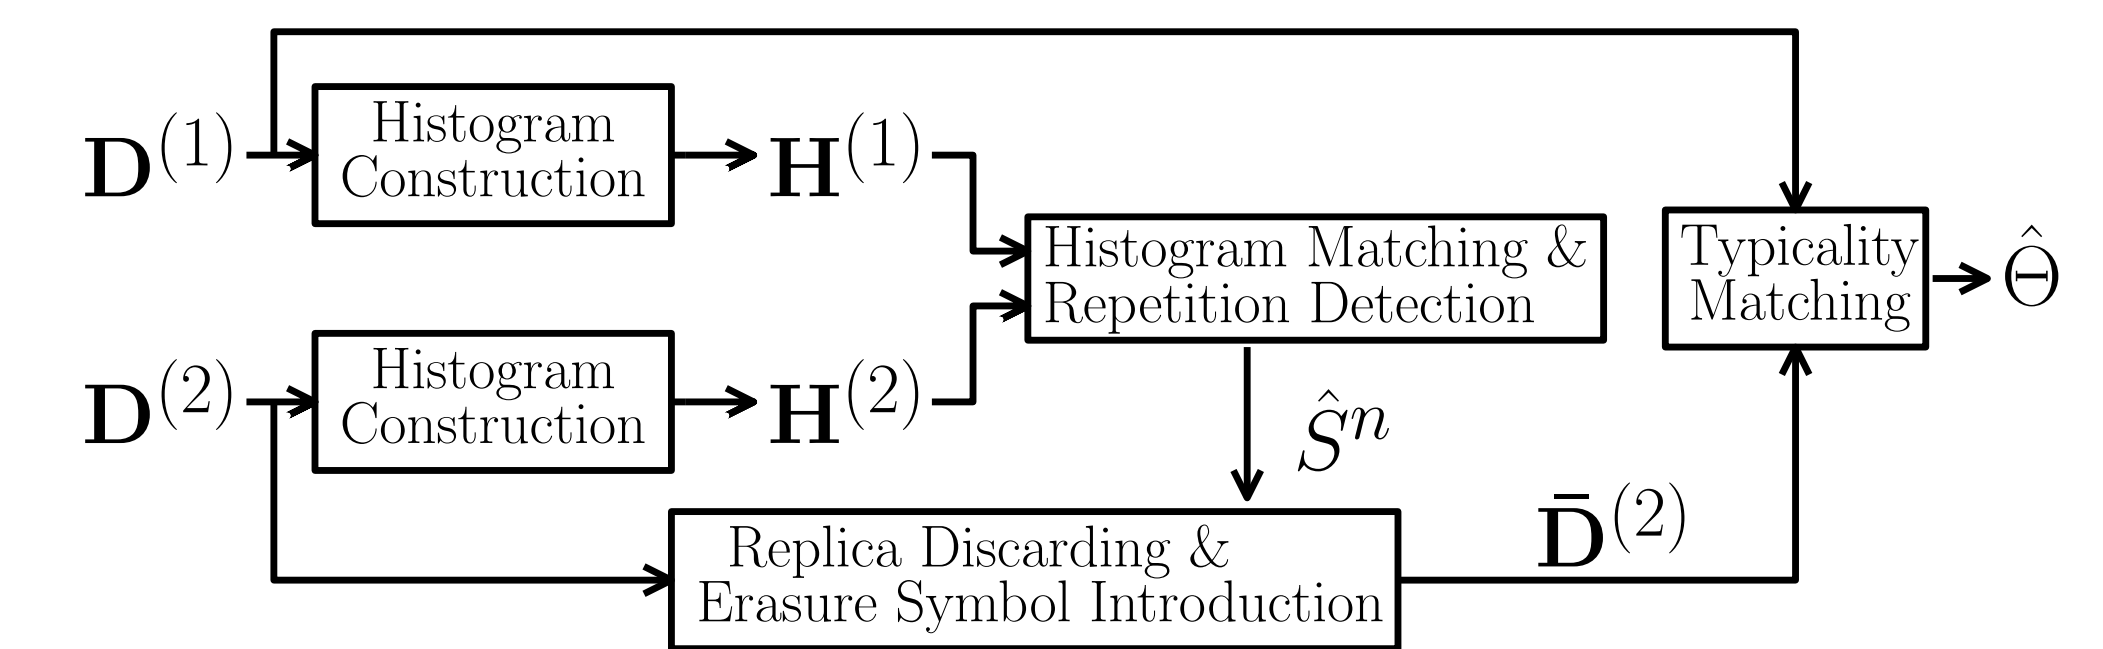 Histogram
Construction
D^(1)
H^(1)
Histogram Matching &
Repetition Detection
Typicality
Matching
Θ̂
Histogram
Construction
D^(2)
H^(2)
Ŝ^n
D̄^(2)
Replica Discarding &
Erasure Symbol Introduction